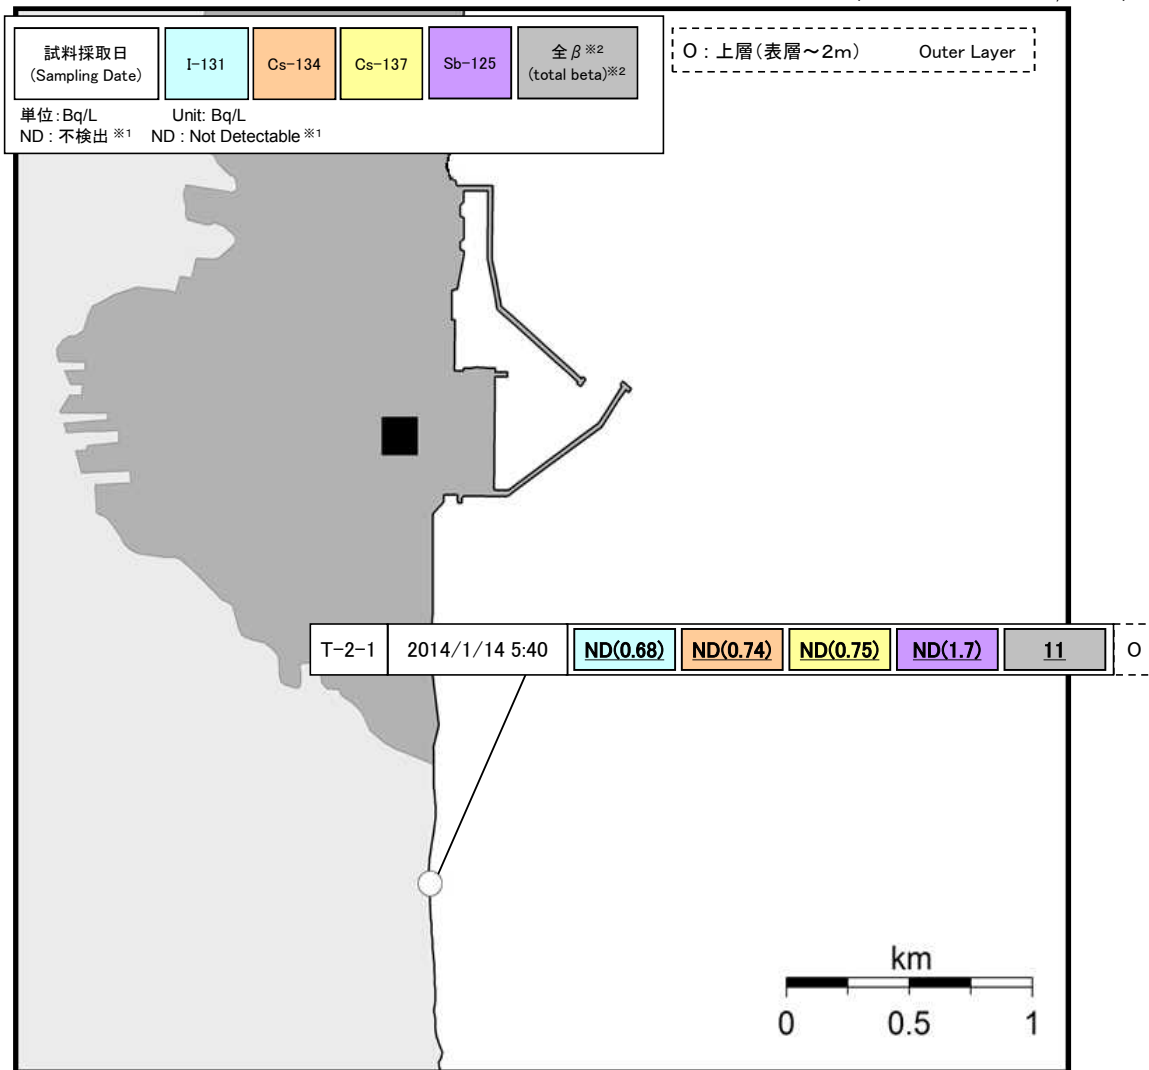 試料採取日
(Sampling Date)
I-131
Cs-134
Cs-137
Sb-125
全β※2
(total beta)※2
O : 上層(表層～2m) Outer Layer
単位:Bq/L Unit: Bq/L
ND : 不検出 ※1 ND : Not Detectable ※1
T-2-1 2014/1/14 5:40 ND(0.68) ND(0.74) ND(0.75) ND(1.7) 11 O
km
0 0.5 1